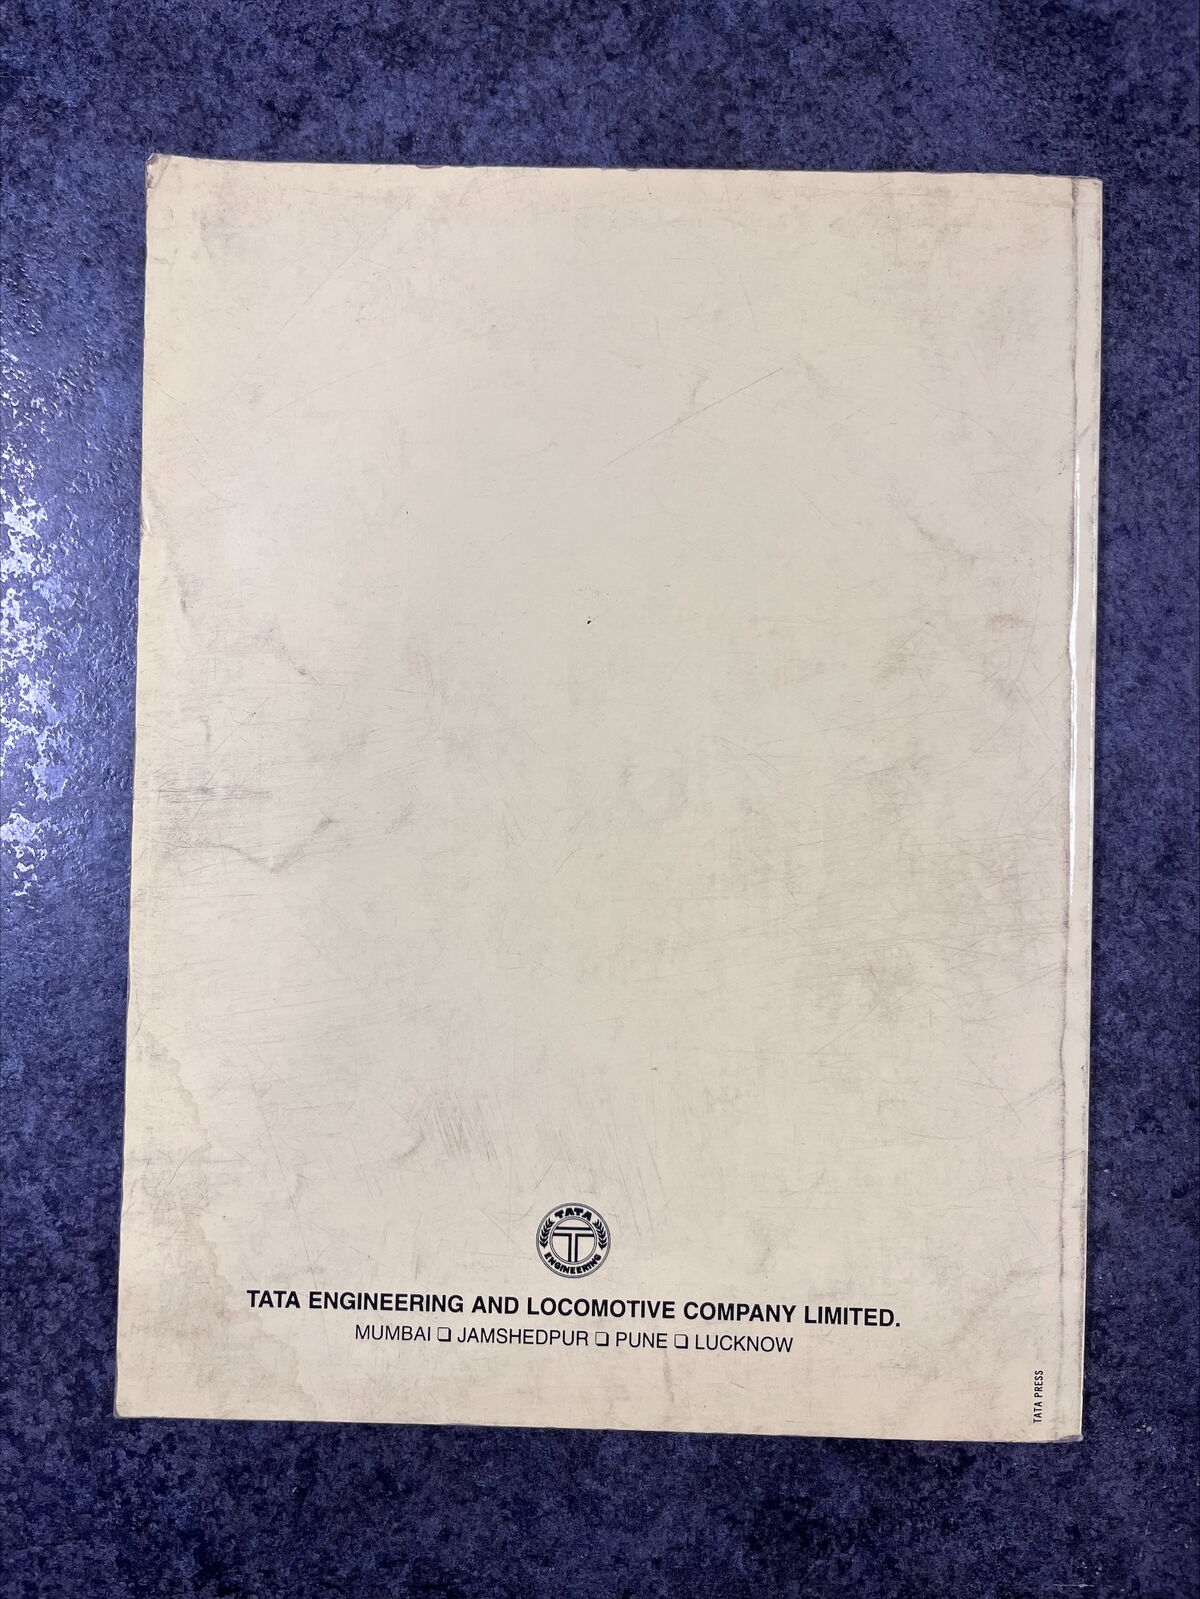 TATA
ENGINEERING
TATA ENGINEERING AND LOCOMOTIVE COMPANY LIMITED.
MUMBAI ❑ JAMSHEDPUR ❑ PUNE ❑ LUCKNOW
TATA PRESS